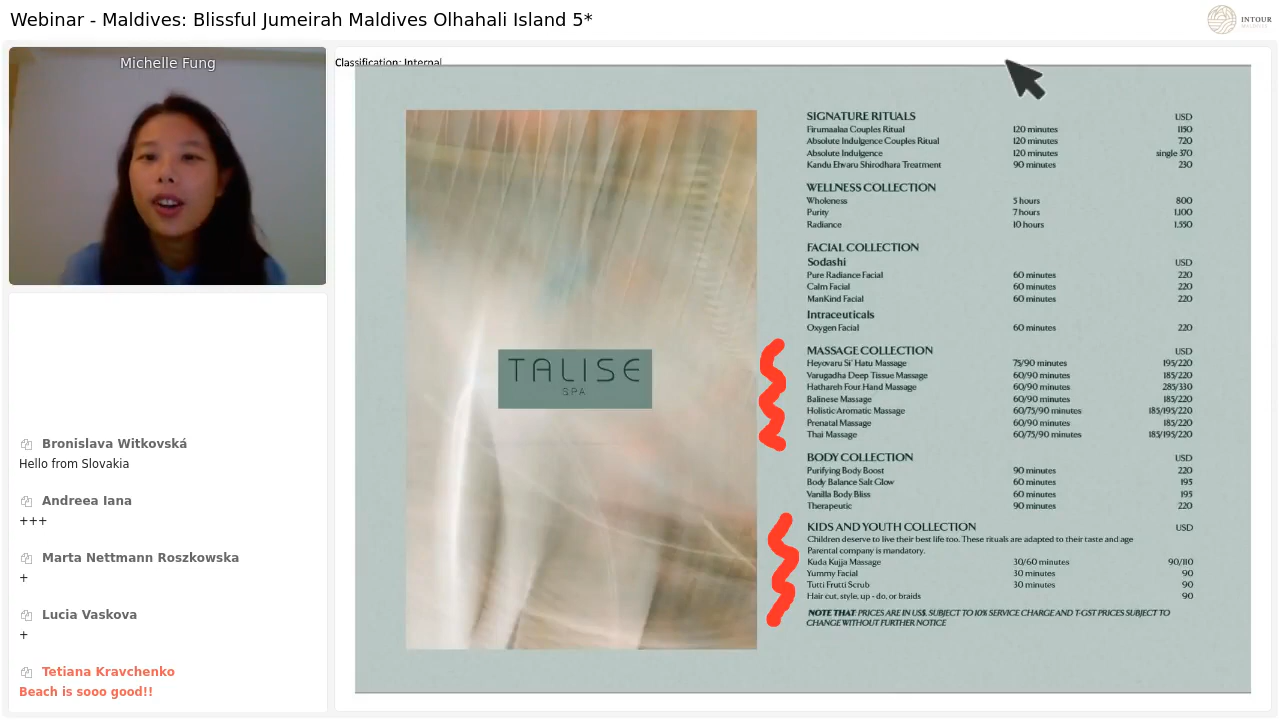 Webinar - Maldives: Blissful Jumeirah Maldives Olhahali Island 5*
INTOUR
MALDIVES
Michelle Fung
Classification: Internal
Bronislava Witkovská
Hello from Slovakia
Andreea Iana
+++
Marta Nettmann Roszkowska
+
Lucia Vaskova
+
Tetiana Kravchenko
Beach is sooo good!!
TALISE
SPA
SIGNATURE RITUALS USD
Firumaalaa Couples Ritual 120 minutes 1150
Absolute Indulgence Couples Ritual 120 minutes 720
Absolute Indulgence 120 minutes single 370
Kandu Elvaru Shirodhara Treatment 90 minutes 230
WELLNESS COLLECTION
Wholeness 5 hours 800
Purity 7 hours 1,100
Radiance 10 hours 1,550
FACIAL COLLECTION
Sodashi USD
Pure Radiance Facial 60 minutes 220
Calm Facial 60 minutes 220
ManKind Facial 60 minutes 220
Intraceuticals
Oxygen Facial 60 minutes 220
MASSAGE COLLECTION USD
Heyovaru Si' Hatu Massage 75/90 minutes 195/220
Varugadha Deep Tissue Massage 60/90 minutes 185/220
Hathareh Four Hand Massage 60/90 minutes 285/330
Balinese Massage 60/90 minutes 185/220
Holistic Aromatic Massage 60/75/90 minutes 185/195/220
Prenatal Massage 60/90 minutes 185/220
Thai Massage 60/75/90 minutes 185/195/220
BODY COLLECTION USD
Purifying Body Boost 90 minutes 220
Body Balance Salt Glow 60 minutes 195
Vanilla Body Bliss 60 minutes 195
Therapeutic 90 minutes 220
KIDS AND YOUTH COLLECTION USD
Children deserve to live their best life too. These rituals are adapted to their taste and age
Parental company is mandatory.
Kuda Kujja Massage 30/60 minutes 90/110
Yummy Facial 30 minutes 90
Tutti Frutti Scrub 30 minutes 90
Hair cut, style, up - do, or braids 90
NOTE THAT: PRICES ARE IN US$. SUBJECT TO 10% SERVICE CHARGE AND T-GST PRICES SUBJECT TO
CHANGE WITHOUT FURTHER NOTICE